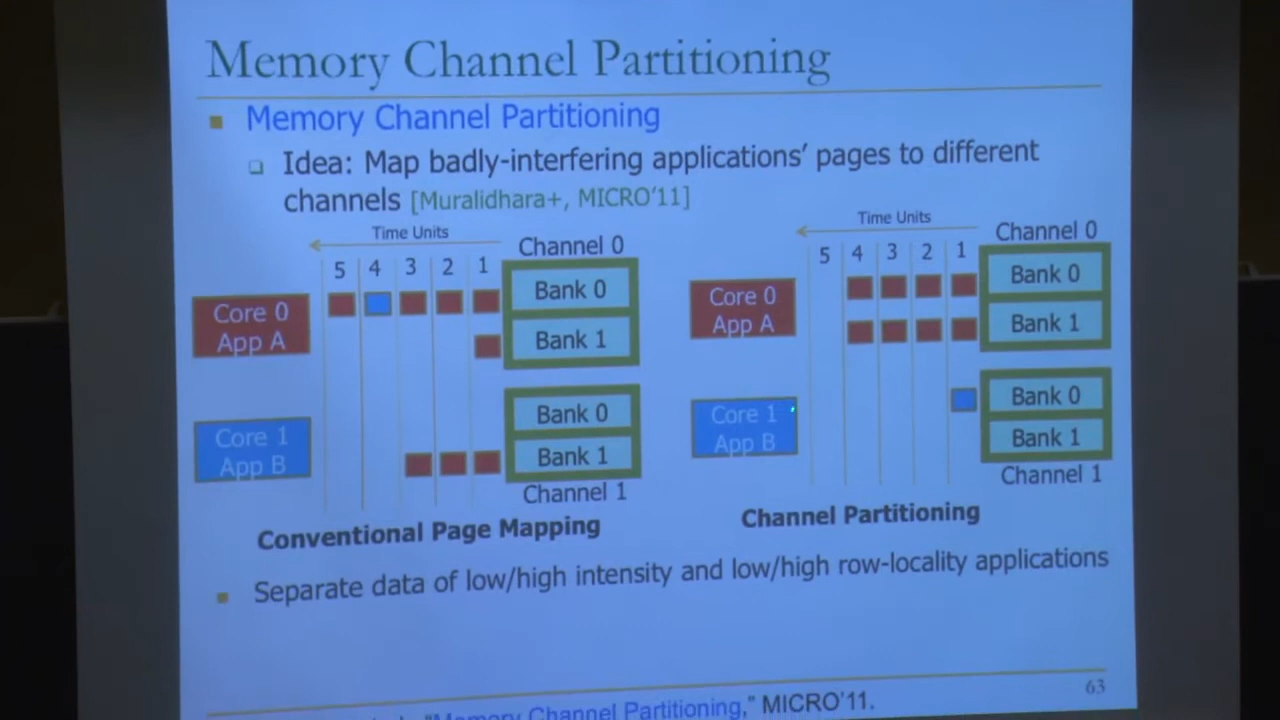 Memory Channel Partitioning
Memory Channel Partitioning
Idea: Map badly-interfering applications' pages to different
channels [Muralidhara+, MICRO'11]
Time Units
5 4 3 2 1
Channel 0
Bank 0
Bank 1
Core 0
App A
Core 1
App B
Bank 0
Bank 1
Channel 1
Conventional Page Mapping
Time Units
5 4 3 2 1
Channel 0
Bank 0
Bank 1
Core 0
App A
Core 1
App B
Bank 0
Bank 1
Channel 1
Channel Partitioning
Separate data of low/high intensity and low/high row-locality applications
"Memory Channel Partitioning," MICRO'11.
63